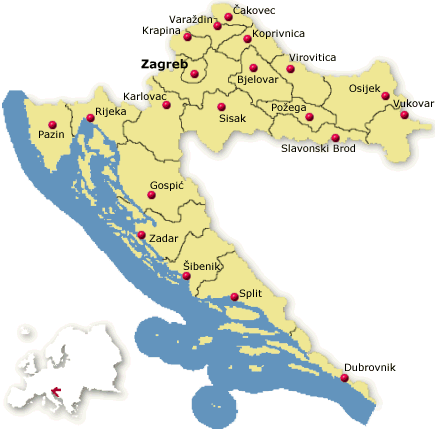 Čakovec
Varaždin
Krapina
Koprivnica
Zagreb
Virovitica
Bjelovar
Osijek
Karlovac
Vukovar
Rijeka
Požega
Sisak
Pazin
Slavonski Brod
Gospić
Zadar
Šibenik
Split
Dubrovnik